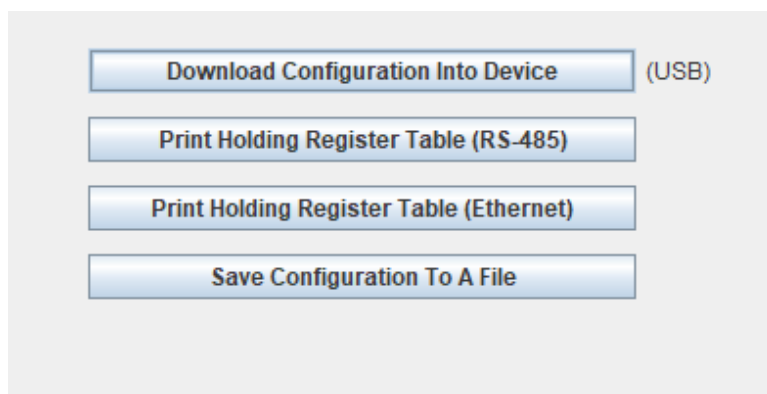 Download Configuration Into Device (USB)
Print Holding Register Table (RS-485)
Print Holding Register Table (Ethernet)
Save Configuration To A File